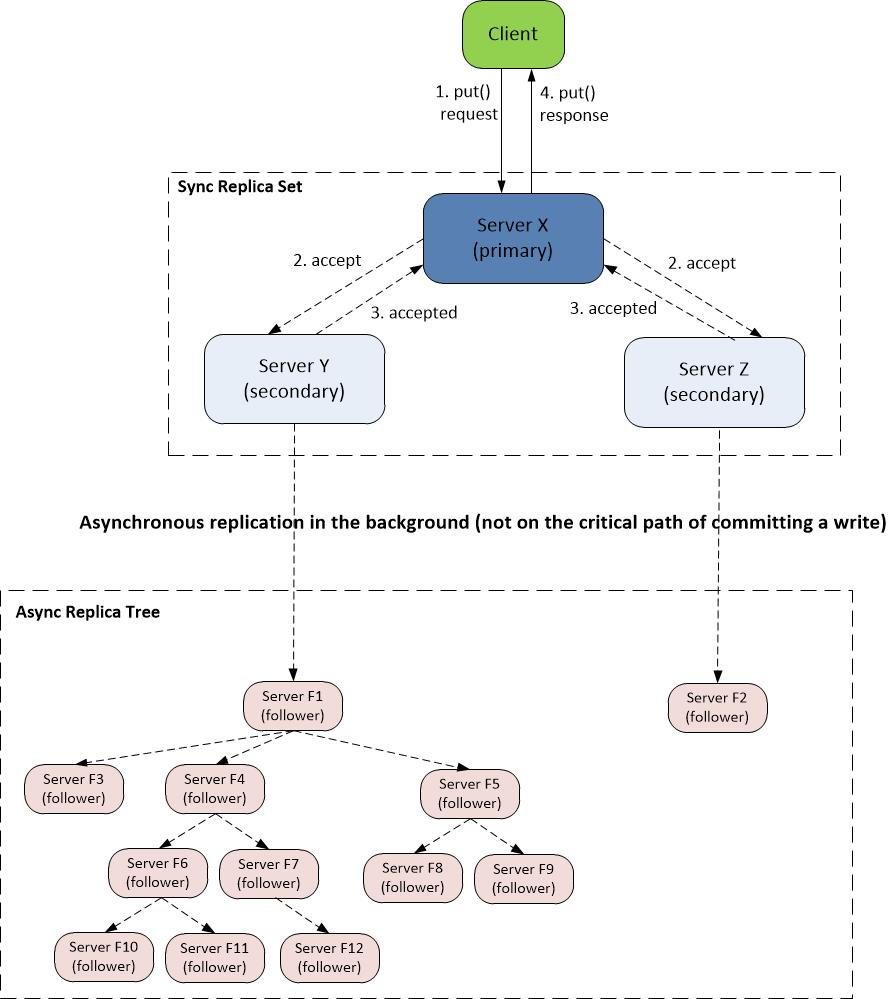 Client
1. put()
request
4. put()
response
Sync Replica Set
Server X
(primary)
2. accept
2. accept
3. accepted
3. accepted
Server Y
(secondary)
Server Z
(secondary)
Asynchronous replication in the background (not on the critical path of committing a write)
Async Replica Tree
Server F1
(follower)
Server F2
(follower)
Server F3
(follower)
Server F4
(follower)
Server F5
(follower)
Server F6
(follower)
Server F7
(follower)
Server F8
(follower)
Server F9
(follower)
Server F10
(follower)
Server F11
(follower)
Server F12
(follower)